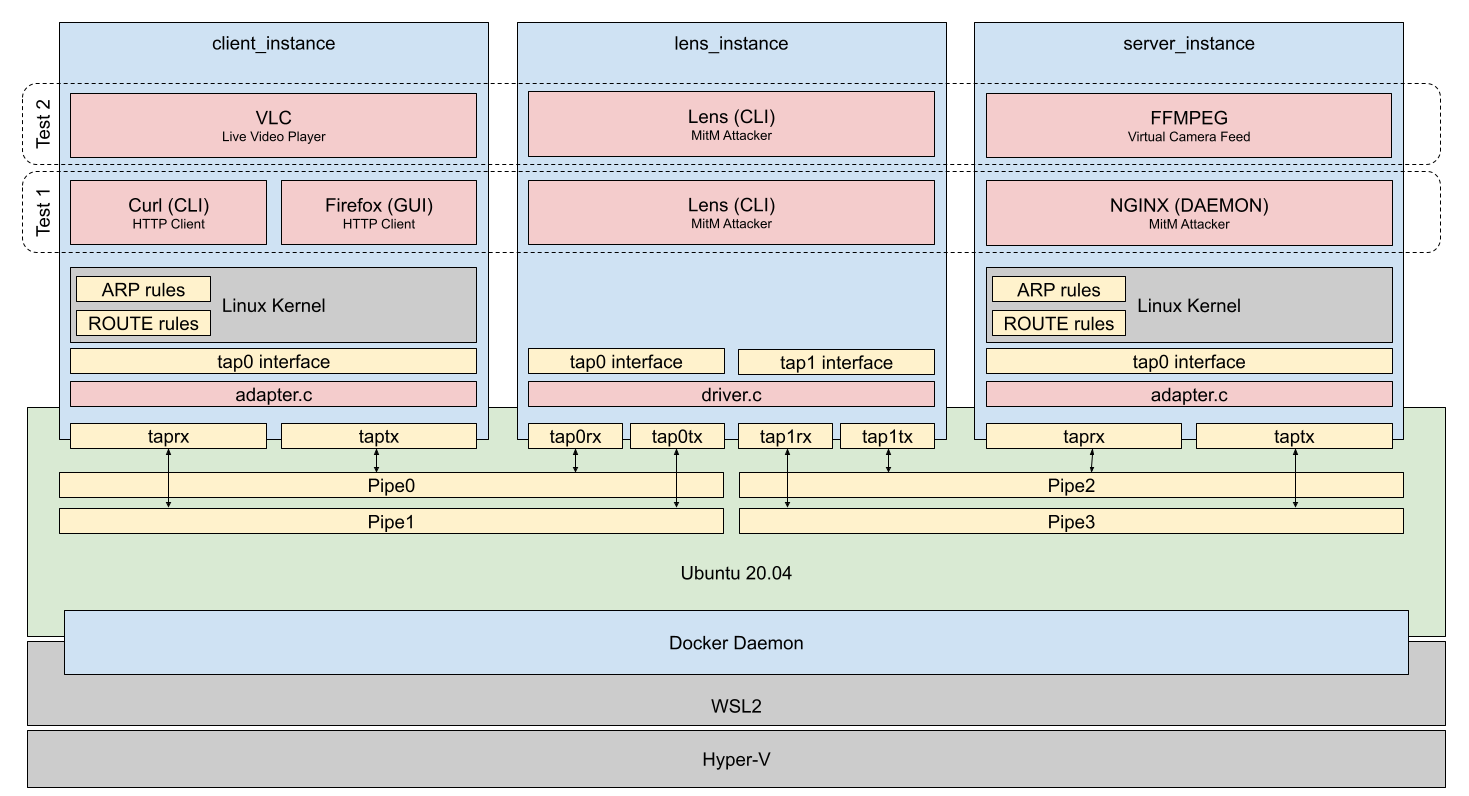 client_instance
lens_instance
server_instance
Test 2
VLC
Live Video Player
Lens (CLI)
MitM Attacker
FFMPEG
Virtual Camera Feed
Test 1
Curl (CLI)
HTTP Client
Firefox (GUI)
HTTP Client
Lens (CLI)
MitM Attacker
NGINX (DAEMON)
MitM Attacker
ARP rules
ROUTE rules
Linux Kernel
ARP rules
ROUTE rules
Linux Kernel
tap0 interface
tap0 interface
tap1 interface
tap0 interface
adapter.c
driver.c
adapter.c
taprx
taptx
tap0rx
tap0tx
tap1rx
tap1tx
taprx
taptx
Pipe0
Pipe2
Pipe1
Pipe3
Ubuntu 20.04
Docker Daemon
WSL2
Hyper-V